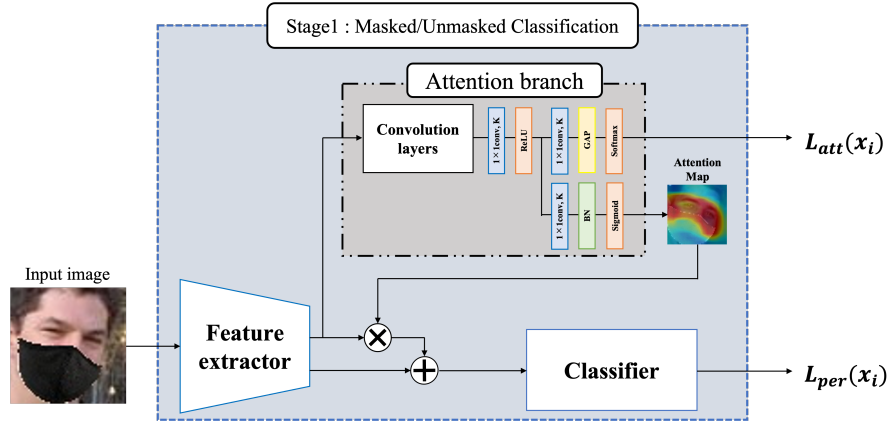 Stage1 : Masked/Unmasked Classification
Attention branch
Convolution
layers
1×1conv, K
ReLU
1×1conv, K
GAP
Softmax
L_att(x_i)
Attention
Map
1×1conv, K
BN
Sigmoid
Input image
Feature
extractor
×
+
Classifier
L_per(x_i)